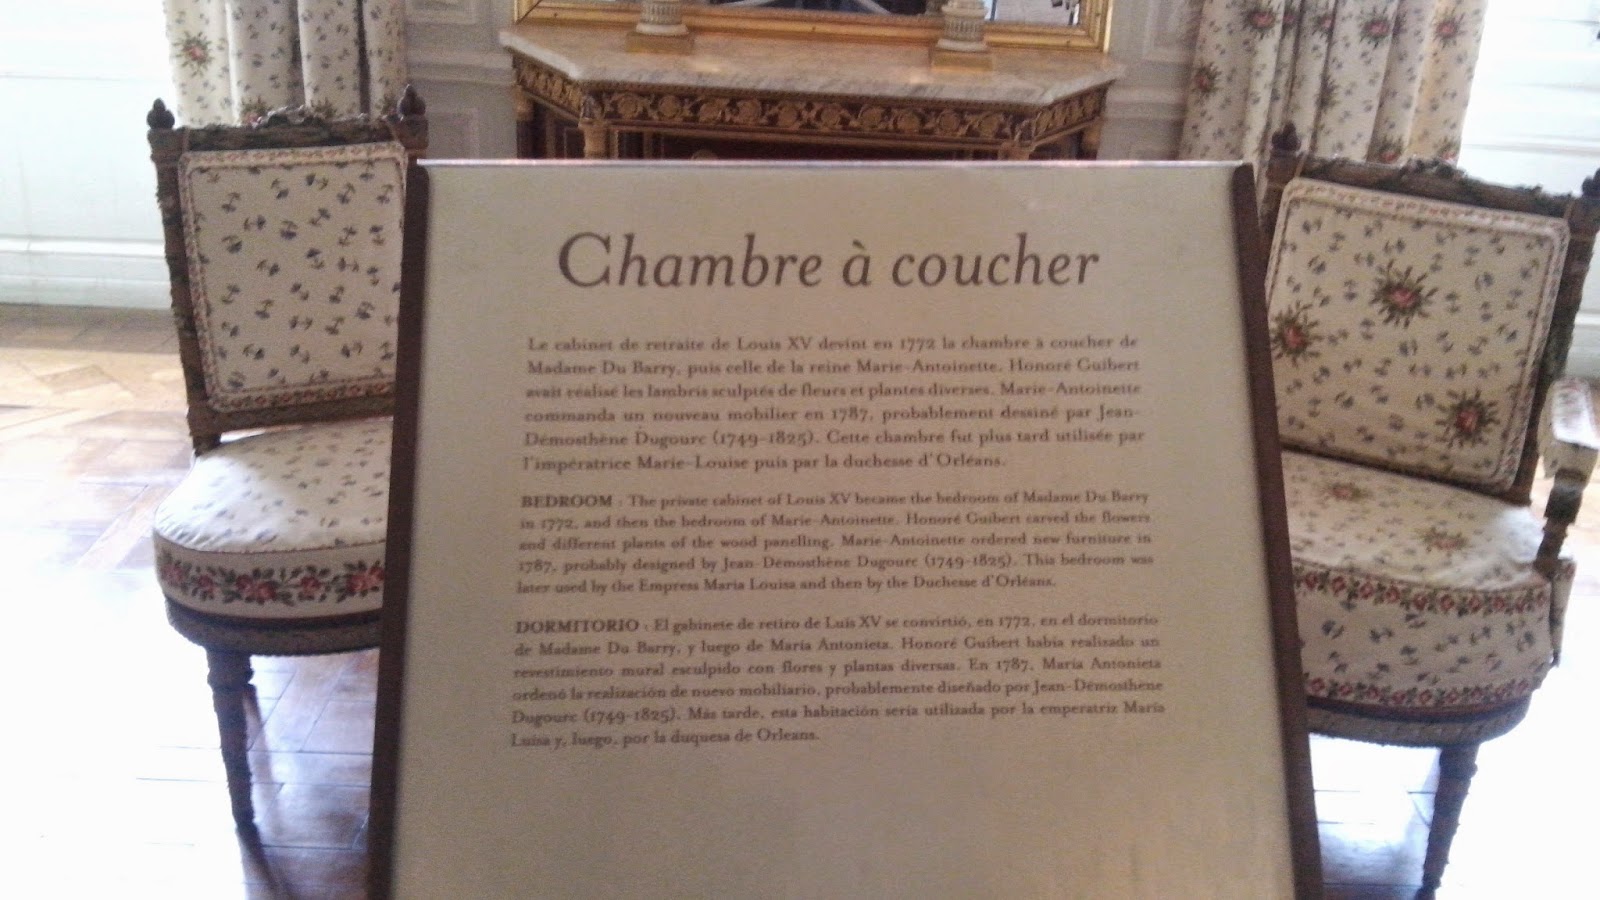 Chambre à coucher
Le cabinet de retraite de Louis XV devint en 1772 la chambre à coucher de
Madame Du Barry, puis celle de la reine Marie-Antoinette. Honoré Guibert
avait réalisé les lambris sculptés de fleurs et plantes diverses. Marie-Antoinette
commanda un nouveau mobilier en 1787, probablement dessiné par Jean-
Démosthène Dugourc (1749-1825). Cette chambre fut plus tard utilisée par
l'impératrice Marie-Louise puis par la duchesse d'Orléans.
BEDROOM : The private cabinet of Louis XV became the bedroom of Madame Du Barry
in 1772, and then the bedroom of Marie-Antoinette. Honoré Guibert carved the flowers
and different plants of the wood panelling. Marie-Antoinette ordered new furniture in
1787, probably designed by Jean-Démosthène Dugourc (1749-1825). This bedroom was
later used by the Empress Maria Louisa and then by the Duchesse d'Orléans.
DORMITORIO : El gabinete de retiro de Luis XV se convirtió, en 1772, en el dormitorio
de Madame Du Barry, y luego de María Antonieta. Honoré Guibert había realizado un
revestimiento mural esculpido con flores y plantas diversas. En 1787, María Antonieta
ordenó la realización de nuevo mobiliario, probablemente diseñado por Jean-Démosthène
Dugourc (1749-1825). Más tarde, esta habitación sería utilizada por la emperatriz María
Luisa y, luego, por la duquesa de Orleans.